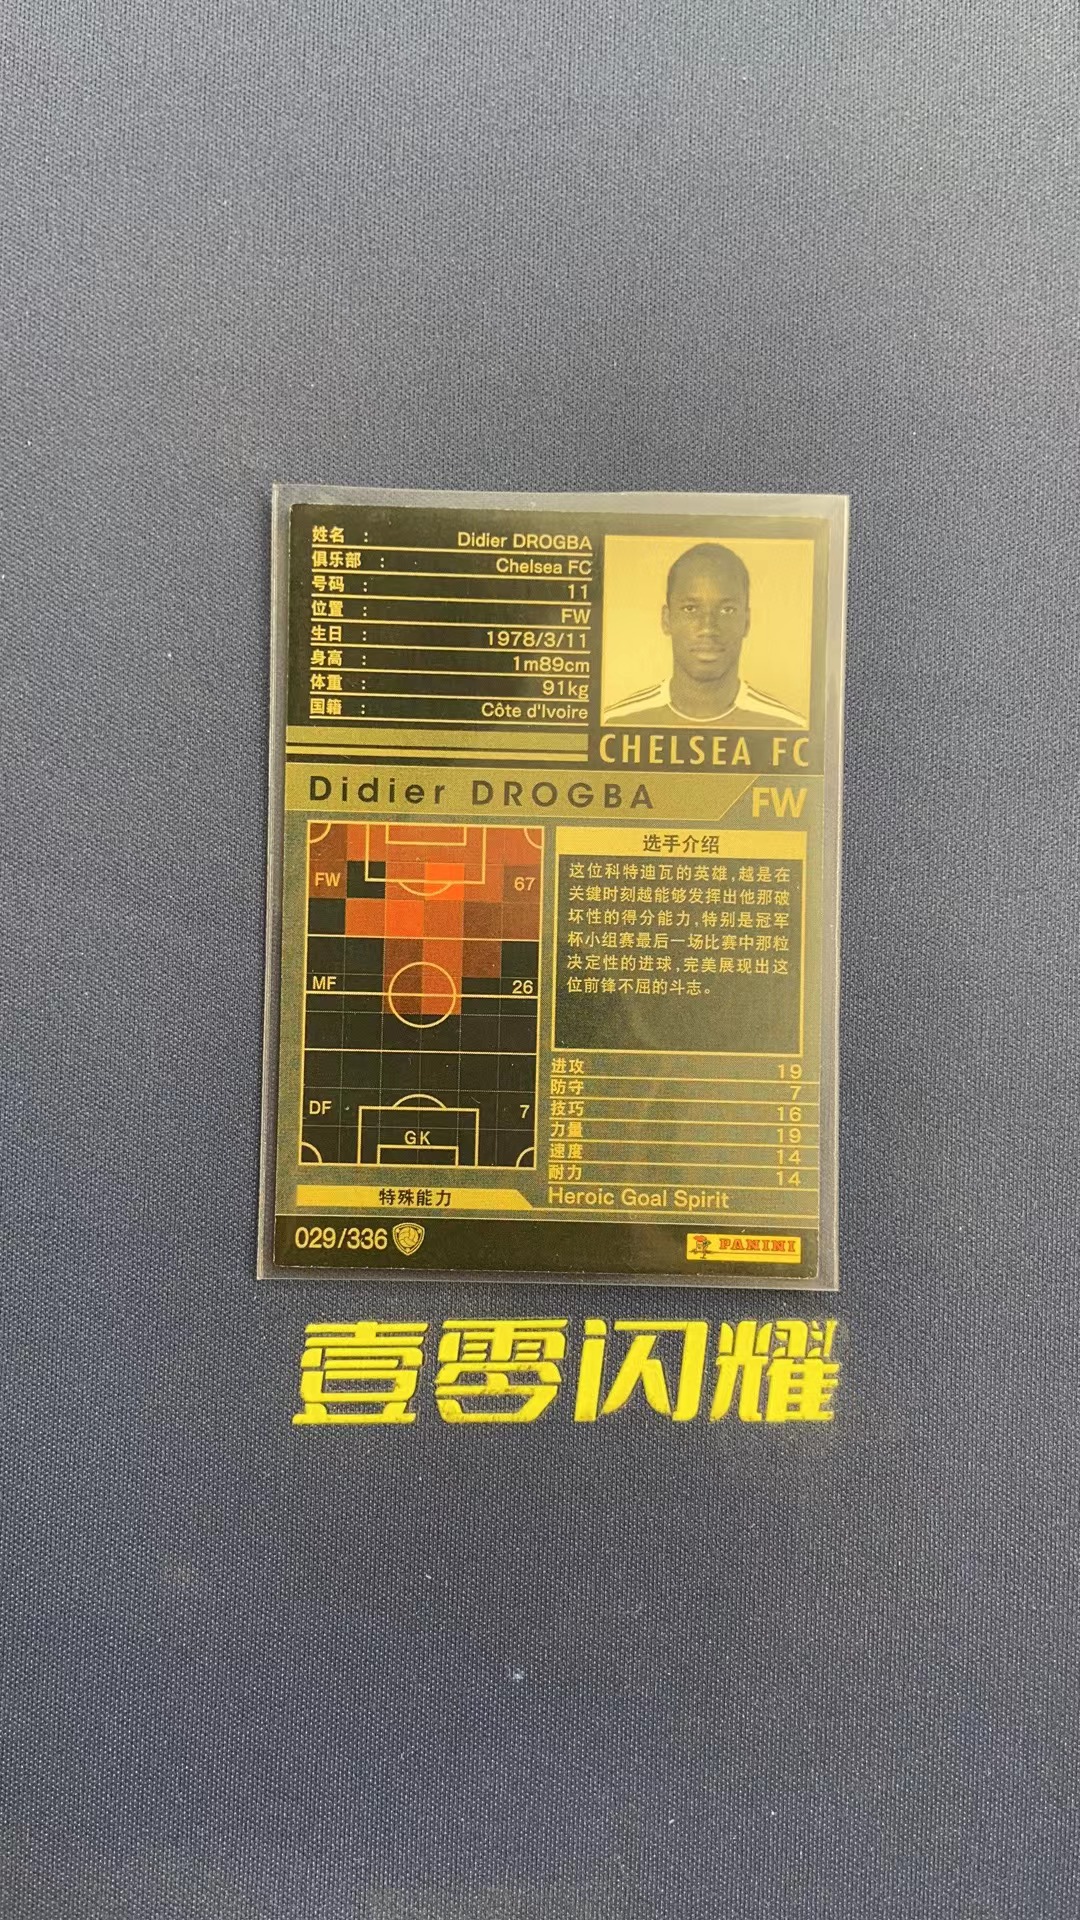 姓名 : Didier DROGBA
俱乐部 : Chelsea FC
号码 : 11
位置 : FW
生日 : 1978/3/11
身高 : 1m89cm
体重 : 91kg
国籍 : Côte d'Ivoire
CHELSEA FC
Didier DROGBA FW
FW 67
MF 26
DF 7
GK
选手介绍
这位科特迪瓦的英雄,越是在
关键时刻越能够发挥出他那破
坏性的得分能力,特别是冠军
杯小组赛最后一场比赛中那粒
决定性的进球,完美展现出这
位前锋不屈的斗志。
进攻 19
防守 7
技巧 16
力量 19
速度 14
耐力 14
特殊能力 Heroic Goal Spirit
029/336 PANINI
壹零闪耀